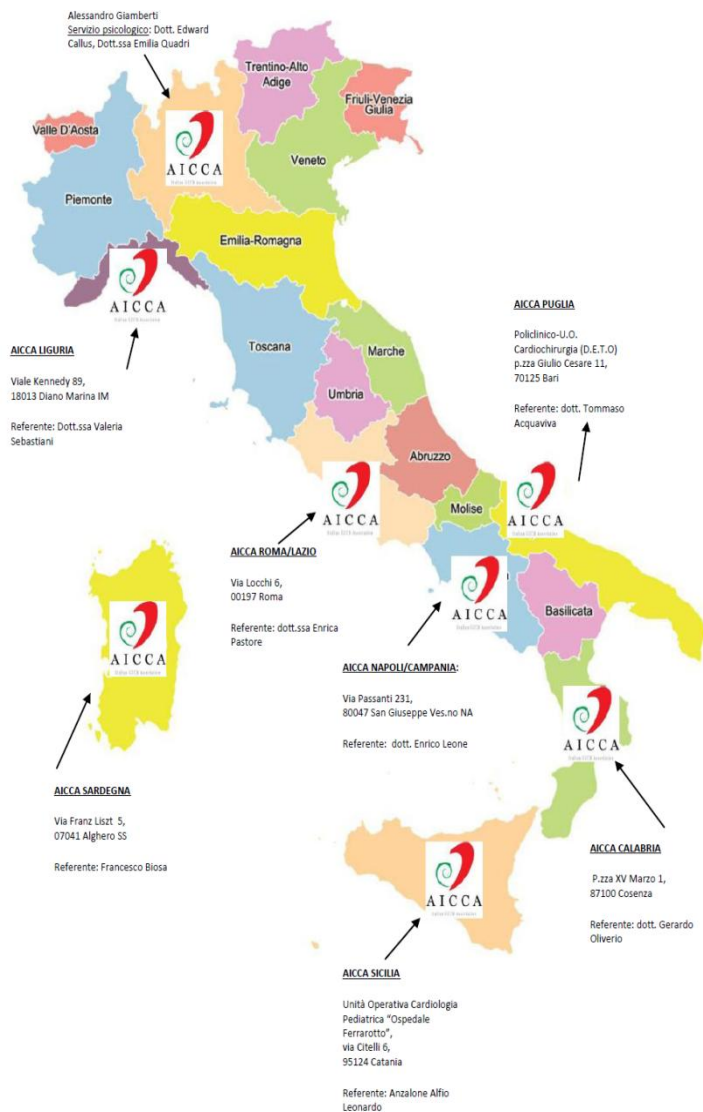 Alessandro Giamberti
Servizio psicologico: Dott. Edward
Callus, Dott.ssa Emilia Quadri
Trentino-Alto
Adige
Friuli-Venezia
Giulia
Valle D'Aosta
Veneto
AICCA
Piemonte
Emilia-Romagna
AICCA
AICCA LIGURIA
Viale Kennedy 89,
18013 Diano Marina IM
Referente: Dott.ssa Valeria
Sebastiani
Toscana
Marche
Umbria
AICCA PUGLIA
Policlinico-U.O.
Cardiochirurgia (D.E.T.O)
p.zza Giulio Cesare 11,
70125 Bari
Referente: dott. Tommaso
Acquaviva
Abruzzo
Molise
AICCA
AICCA
AICCA ROMA/LAZIO
Via Locchi 6,
00197 Roma
Referente: dott.ssa Enrica
Pastore
AICCA
Basilicata
AICCA
AICCA NAPOLI/CAMPANIA:
Via Passanti 231,
80047 San Giuseppe Ves.no NA
Referente: dott. Enrico Leone
AICCA
AICCA SARDEGNA
Via Franz Liszt 5,
07041 Alghero SS
Referente: Francesco Biosa
AICCA CALABRIA
P.zza XV Marzo 1,
87100 Cosenza
Referente: dott. Gerardo
Oliverio
AICCA
AICCA SICILIA
Unità Operativa Cardiologia
Pediatrica "Ospedale
Ferrarotto",
via Citelli 6,
95124 Catania
Referente: Anzalone Alfio
Leonardo